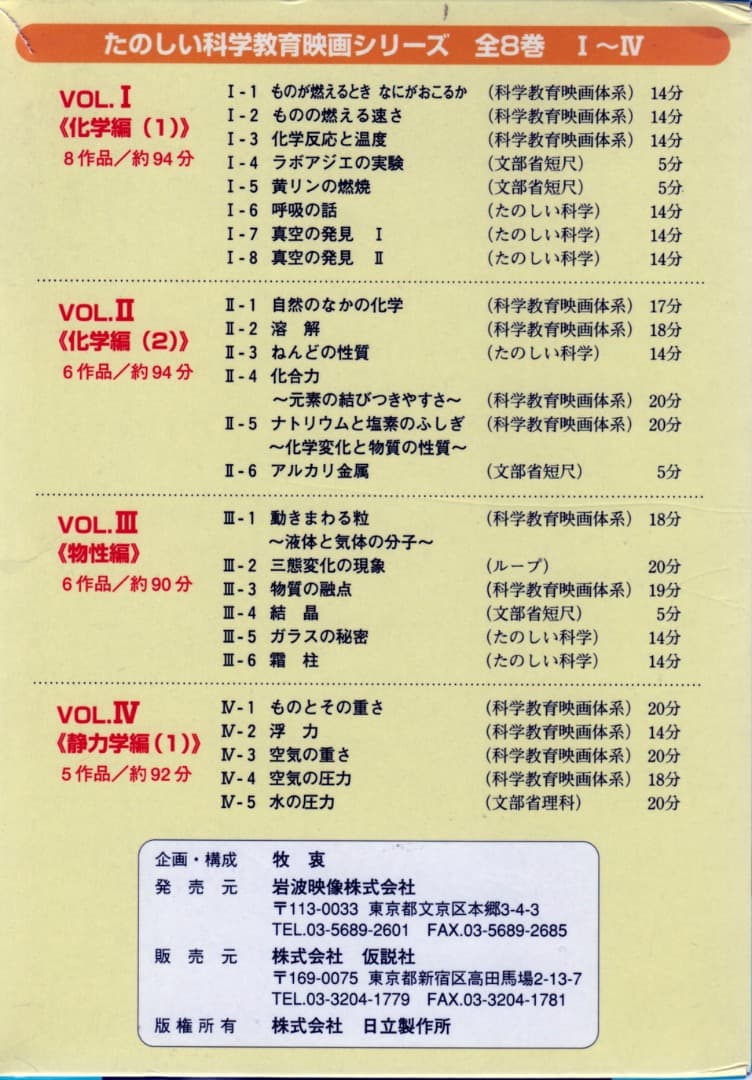 たのしい科学教育映画シリーズ 全8巻 Ⅰ～Ⅳ
VOL.Ⅰ
《化学編（1）》
8作品／約94分
Ⅰ-1 ものが燃えるとき なにがおこるか （科学教育映画体系） 14分
Ⅰ-2 ものの燃える速さ （科学教育映画体系） 14分
Ⅰ-3 化学反応と温度 （科学教育映画体系） 14分
Ⅰ-4 ラボアジエの実験 （文部省短尺） 5分
Ⅰ-5 黄リンの燃焼 （文部省短尺） 5分
Ⅰ-6 呼吸の話 （たのしい科学） 14分
Ⅰ-7 真空の発見 Ⅰ （たのしい科学） 14分
Ⅰ-8 真空の発見 Ⅱ （たのしい科学） 14分
VOL.Ⅱ
《化学編（2）》
6作品／約94分
Ⅱ-1 自然のなかの化学 （科学教育映画体系） 17分
Ⅱ-2 溶 解 （科学教育映画体系） 18分
Ⅱ-3 ねんどの性質 （たのしい科学） 14分
Ⅱ-4 化合力
～元素の結びつきやすさ～ （科学教育映画体系） 20分
Ⅱ-5 ナトリウムと塩素のふしぎ （科学教育映画体系） 20分
～化学変化と物質の性質～
Ⅱ-6 アルカリ金属 （文部省短尺） 5分
VOL.Ⅲ
《物性編》
6作品／約90分
Ⅲ-1 動きまわる粒 （科学教育映画体系） 18分
～液体と気体の分子～
Ⅲ-2 三態変化の現象 （ループ） 20分
Ⅲ-3 物質の融点 （科学教育映画体系） 19分
Ⅲ-4 結 晶 （文部省短尺） 5分
Ⅲ-5 ガラスの秘密 （たのしい科学） 14分
Ⅲ-6 霜 柱 （たのしい科学） 14分
VOL.Ⅳ
《静力学編（1）》
5作品／約92分
Ⅳ-1 ものとその重さ （科学教育映画体系） 20分
Ⅳ-2 浮 力 （科学教育映画体系） 14分
Ⅳ-3 空気の重さ （科学教育映画体系） 20分
Ⅳ-4 空気の圧力 （科学教育映画体系） 18分
Ⅳ-5 水の圧力 （文部省理科） 20分
企画・構成 牧 衷
発売元 岩波映像株式会社
〒113-0033 東京都文京区本郷3-4-3
TEL.03-5689-2601 FAX.03-5689-2685
販売元 株式会社 仮説社
〒169-0075 東京都新宿区高田馬場2-13-7
TEL.03-3204-1779 FAX.03-3204-1781
版権所有 株式会社 日立製作所